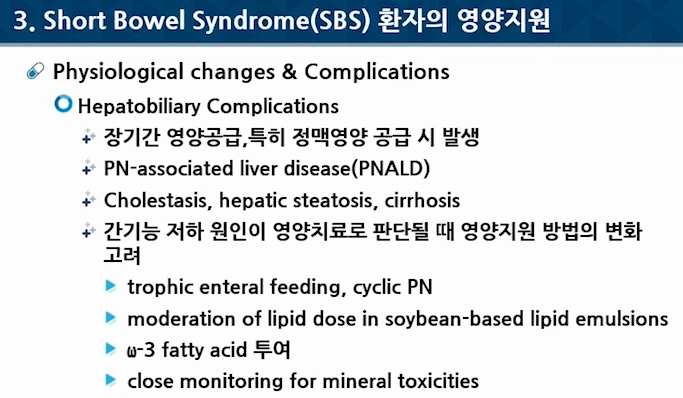 3. Short Bowel Syndrome(SBS) 환자의 영양지원
Physiological changes & Complications
Hepatobiliary Complications
장기간 영양공급,특히 정맥영양 공급 시 발생
PN-associated liver disease(PNALD)
Cholestasis, hepatic steatosis, cirrhosis
간기능 저하 원인이 영양치료로 판단될 때 영양지원 방법의 변화
고려
trophic enteral feeding, cyclic PN
moderation of lipid dose in soybean-based lipid emulsions
ω-3 fatty acid 투여
close monitoring for mineral toxicities